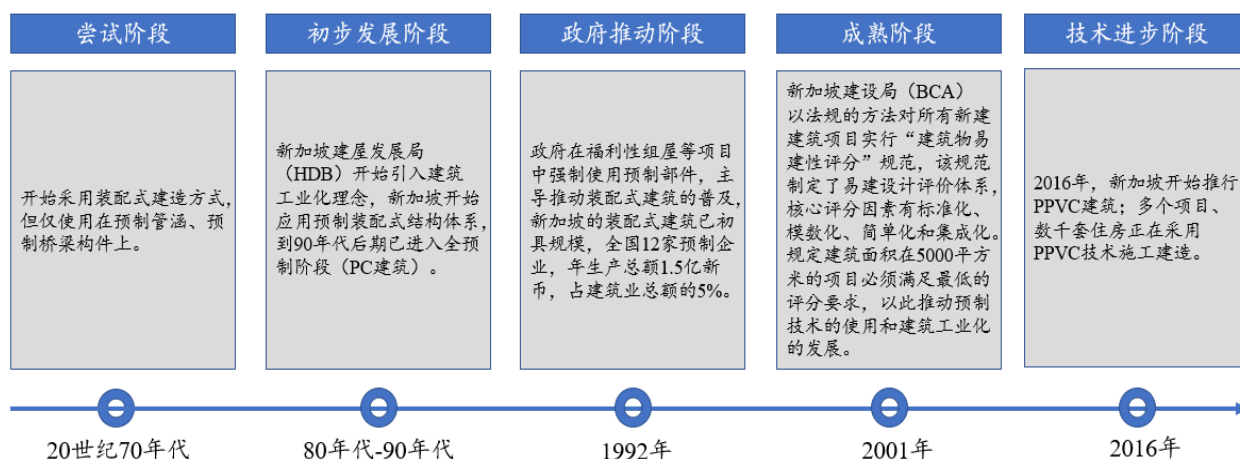 尝试阶段
开始采用装配式建造方式，
但仅使用在预制管涵、预
制桥梁构件上。
20世纪70年代
初步发展阶段
新加坡建屋发展局
（HDB）开始引入建筑
工业化理念，新加坡开始
应用预制装配式结构体系，
到90年代后期已进入全预
制阶段（PC建筑）。
80年代-90年代
政府推动阶段
政府在福利性组屋等项目
中强制使用预制部件，主
导推动装配式建筑的普及，
新加坡的装配式建筑已初
具规模，全国12家预制企
业，年生产总额1.5亿新
币，占建筑业总额的5%。
1992年
成熟阶段
新加坡建设局（BCA）
以法规的方法对所有新建
建筑项目实行“建筑物易
建性评分”规范，该规范
制定了易建设计评价体系，
核心评分因素有标准化、
模数化、简单化和集成化。
规定建筑面积在5000平方
米的项目必须满足最低的
评分要求，以此推动预制
技术的使用和建筑工业化
的发展。
2001年
技术进步阶段
2016年，新加坡开始推行
PPVC建筑；多个项目、
数千套住房正在采用
PPVC技术施工建造。
2016年